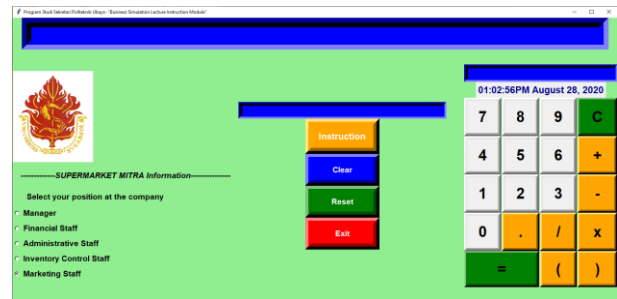 Program Studi Sekretari Politeknik Ubaya - "Business Simulation Lecture Instruction Module"
01:02:56PM August 28, 2020
7 8 9 C
Instruction
4 5 6 +
Clear
-------------SUPERMARKET MITRA Information---------------
1 2 3 -
Select your position at the company
Reset
Manager
0 . / x
Financial Staff
Exit
Administrative Staff
Inventory Control Staff
= ( )
Marketing Staff